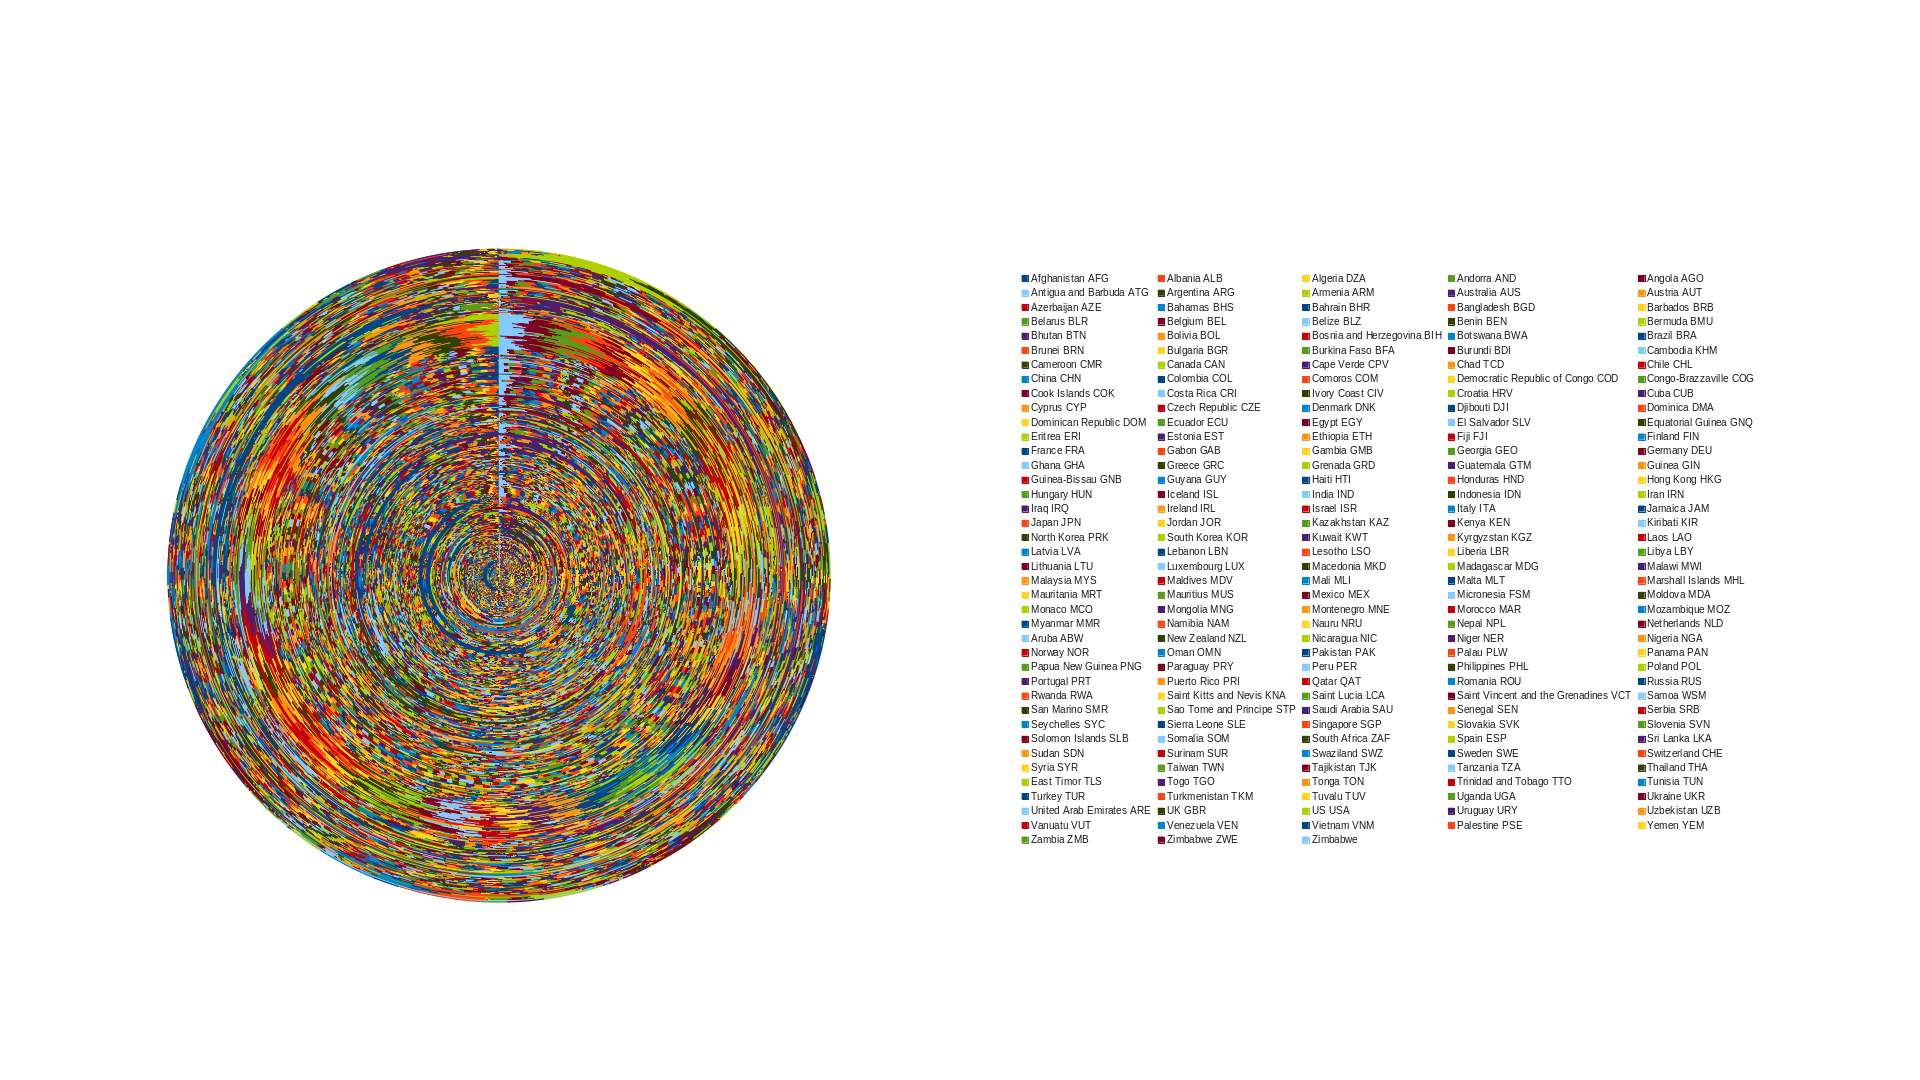 Afghanistan AFG Albania ALB Algeria DZA Andorra AND Angola AGO
Antigua and Barbuda ATG Argentina ARG Armenia ARM Australia AUS Austria AUT
Azerbaijan AZE Bahamas BHS Bahrain BHR Bangladesh BGD Barbados BRB
Belarus BLR Belgium BEL Belize BLZ Benin BEN Bermuda BMU
Bhutan BTN Bolivia BOL Bosnia and Herzegovina BIH Botswana BWA Brazil BRA
Brunei BRN Bulgaria BGR Burkina Faso BFA Burundi BDI Cambodia KHM
Cameroon CMR Canada CAN Cape Verde CPV Chad TCD Chile CHL
China CHN Colombia COL Comoros COM Democratic Republic of Congo COD Congo-Brazzaville COG
Cook Islands COK Costa Rica CRI Ivory Coast CIV Croatia HRV Cuba CUB
Cyprus CYP Czech Republic CZE Denmark DNK Djibouti DJI Dominica DMA
Dominican Republic DOM Ecuador ECU Egypt EGY El Salvador SLV Equatorial Guinea GNQ
Eritrea ERI Estonia EST Ethiopia ETH Fiji FJI Finland FIN
France FRA Gabon GAB Gambia GMB Georgia GEO Germany DEU
Ghana GHA Greece GRC Grenada GRD Guatemala GTM Guinea GIN
Guinea-Bissau GNB Guyana GUY Haiti HTI Honduras HND Hong Kong HKG
Hungary HUN Iceland ISL India IND Indonesia IDN Iran IRN
Iraq IRQ Ireland IRL Israel ISR Italy ITA Jamaica JAM
Japan JPN Jordan JOR Kazakhstan KAZ Kenya KEN Kiribati KIR
North Korea PRK South Korea KOR Kuwait KWT Kyrgyzstan KGZ Laos LAO
Latvia LVA Lebanon LBN Lesotho LSO Liberia LBR Libya LBY
Lithuania LTU Luxembourg LUX Macedonia MKD Madagascar MDG Malawi MWI
Malaysia MYS Maldives MDV Mali MLI Malta MLT Marshall Islands MHL
Mauritania MRT Mauritius MUS Mexico MEX Micronesia FSM Moldova MDA
Monaco MCO Mongolia MNG Montenegro MNE Morocco MAR Mozambique MOZ
Myanmar MMR Namibia NAM Nauru NRU Nepal NPL Netherlands NLD
Aruba ABW New Zealand NZL Nicaragua NIC Niger NER Nigeria NGA
Norway NOR Oman OMN Pakistan PAK Palau PLW Panama PAN
Papua New Guinea PNG Paraguay PRY Peru PER Philippines PHL Poland POL
Portugal PRT Puerto Rico PRI Qatar QAT Romania ROU Russia RUS
Rwanda RWA Saint Kitts and Nevis KNA Saint Lucia LCA Saint Vincent and the Grenadines VCT Samoa WSM
San Marino SMR Sao Tome and Principe STP Saudi Arabia SAU Senegal SEN Serbia SRB
Seychelles SYC Sierra Leone SLE Singapore SGP Slovakia SVK Slovenia SVN
Solomon Islands SLB Somalia SOM South Africa ZAF Spain ESP Sri Lanka LKA
Sudan SDN Surinam SUR Swaziland SWZ Sweden SWE Switzerland CHE
Syria SYR Taiwan TWN Tajikistan TJK Tanzania TZA Thailand THA
East Timor TLS Togo TGO Tonga TON Trinidad and Tobago TTO Tunisia TUN
Turkey TUR Turkmenistan TKM Tuvalu TUV Uganda UGA Ukraine UKR
United Arab Emirates ARE UK GBR US USA Uruguay URY Uzbekistan UZB
Vanuatu VUT Venezuela VEN Vietnam VNM Palestine PSE Yemen YEM
Zambia ZMB Zimbabwe ZWE Zimbabwe